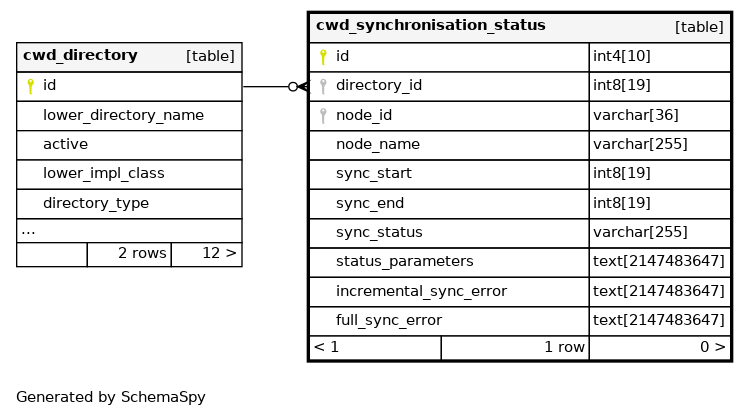 cwd_directory [table]
id
lower_directory_name
active
lower_impl_class
directory_type
...
2 rows 12 >
cwd_synchronisation_status [table]
id int4[10]
directory_id int8[19]
node_id varchar[36]
node_name varchar[255]
sync_start int8[19]
sync_end int8[19]
sync_status varchar[255]
status_parameters text[2147483647]
incremental_sync_error text[2147483647]
full_sync_error text[2147483647]
< 1 1 row 0 >
Generated by SchemaSpy